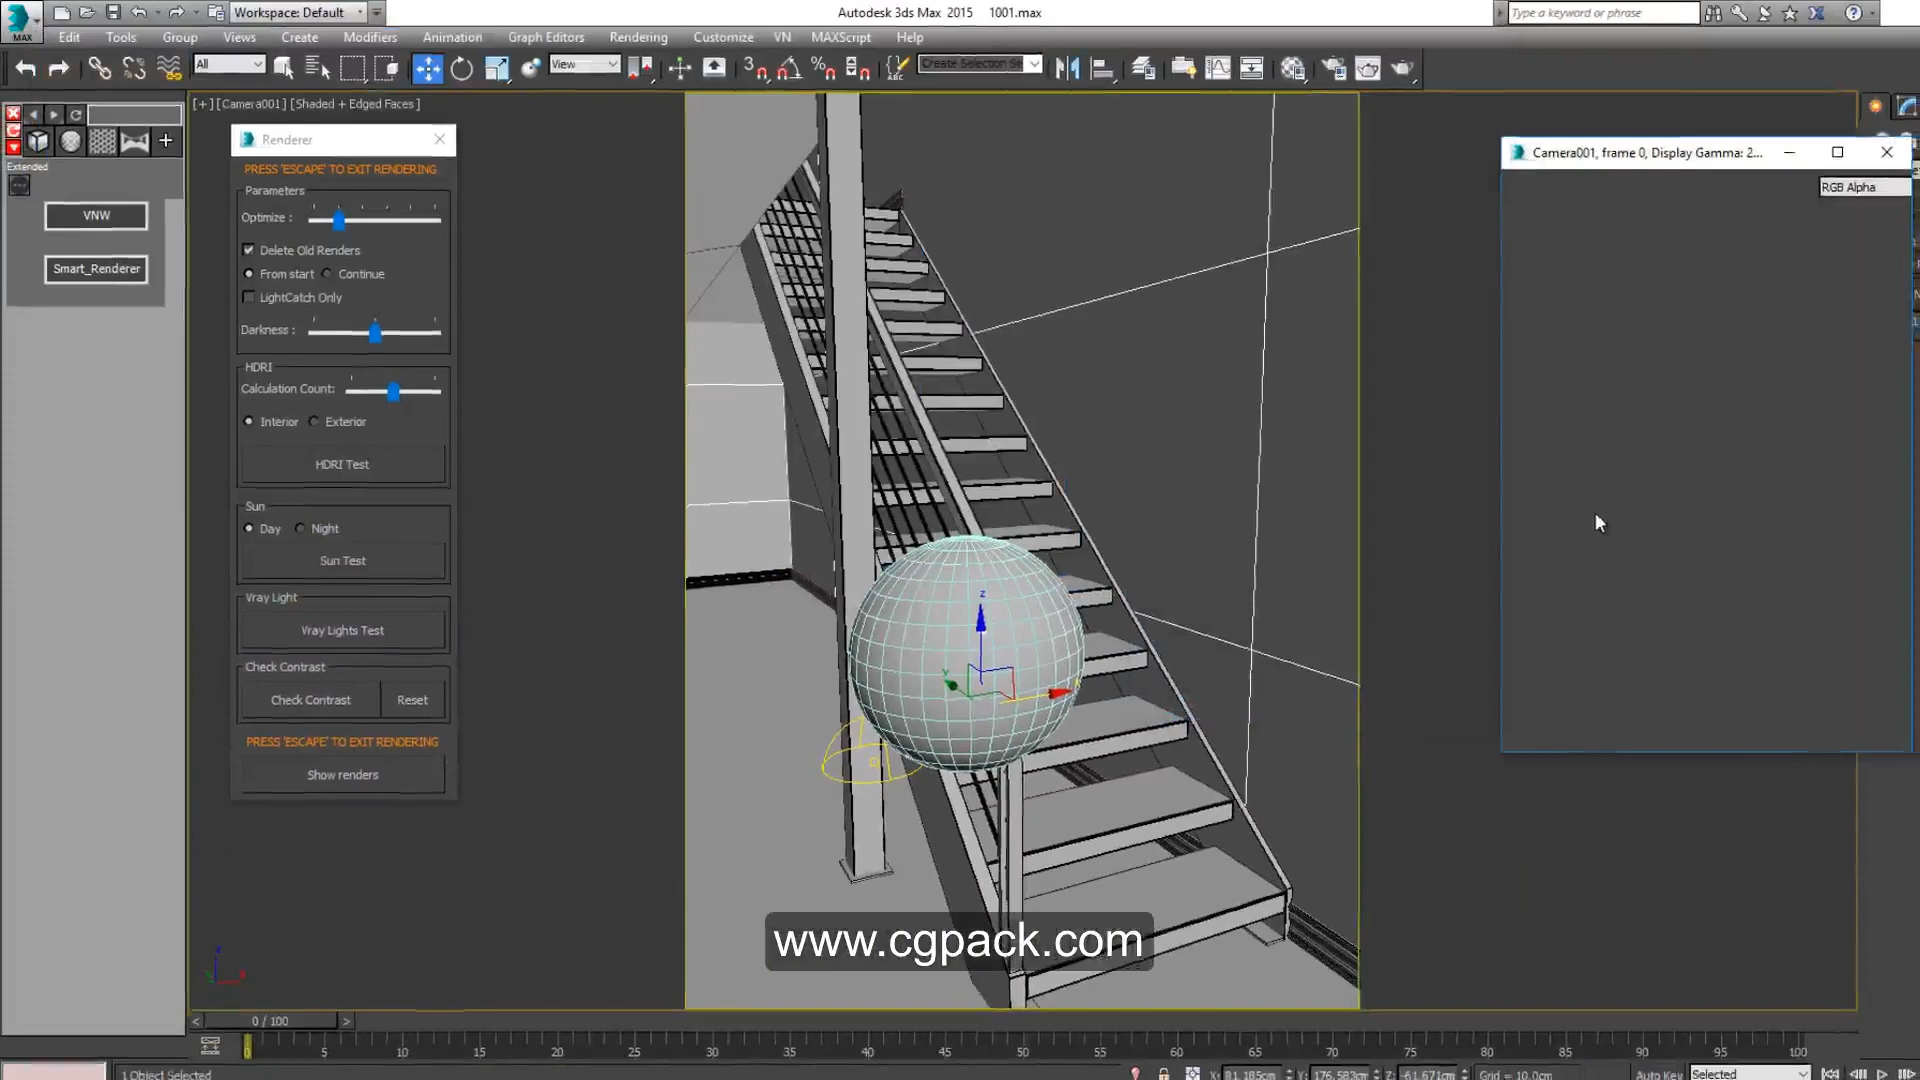 Workspace: Default
Autodesk 3ds Max 2015 1001.max
Type a keyword or phrase
MAX
Edit Tools Group Views Create Modifiers Animation Graph Editors Rendering Customize VN MAXScript Help
All
View
Create Selection Se
[+] [Camera001] [Shaded + Edged Faces]
Extended
VNW
Smart_Renderer
Renderer
PRESS 'ESCAPE' TO EXIT RENDERING
Parameters
Optimize :
Delete Old Renders
From start Continue
LightCatch Only
Darkness :
HDRI
Calculation Count:
Interior Exterior
HDRI Test
Sun
Day Night
Sun Test
Vray Light
Vray Lights Test
Check Contrast
Check Contrast Reset
PRESS 'ESCAPE' TO EXIT RENDERING
Show renders
Camera001, frame 0, Display Gamma: 2...
RGB Alpha
z
www.cgpack.com
0 / 100
0 5 10 15 20 25 30 35 40 45 50 55 60 65 70 75 80 85 90 95 100
1 Object Selected
X: 81.185cm Y: 176.583cm Z: -61.671cm Grid = 10.0cm Auto Key Selected